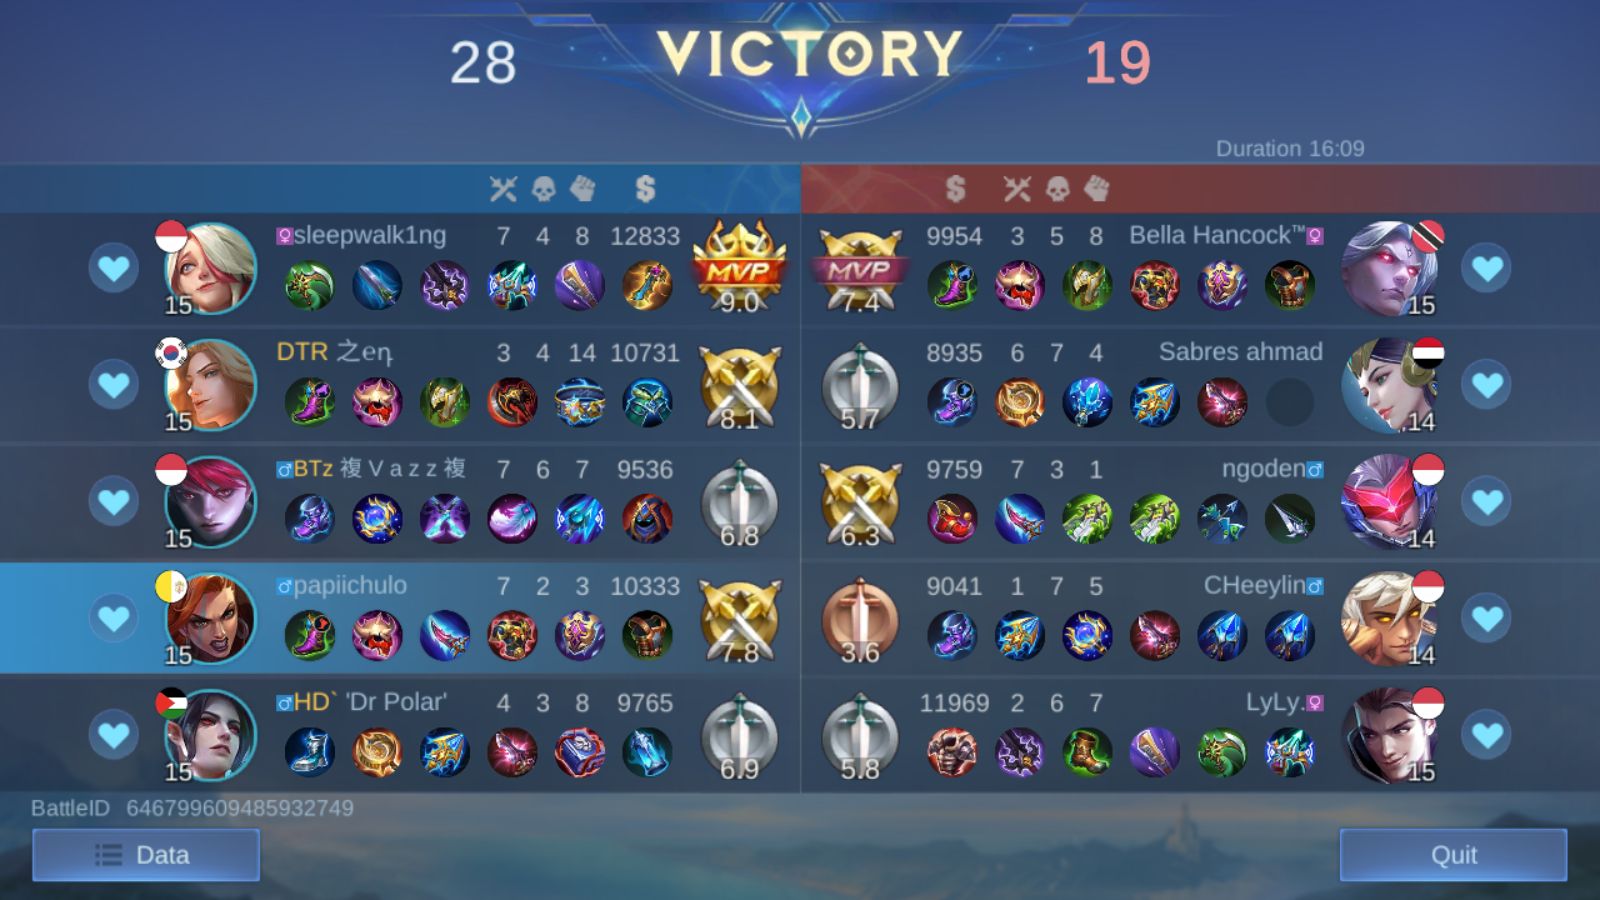 28 VICTORY 19
Duration 16:09
♀sleepwalk1ng 7 4 8 12833
15 MVP 9.0
MVP 7.4 9954 3 5 8 Bella Hancock™♀
15
DTR 之eη 3 4 14 10731
15 8.1
8935 6 7 4 Sabres ahmad
5.7 14
♂BTz 複 V a z z 複 7 6 7 9536
15 6.8
9759 7 3 1 ngoden♂
6.3 14
♂papiichulo 7 2 3 10333
15 7.8
9041 1 7 5 CHeeylin♂
3.6 14
♂HD` 'Dr Polar' 4 3 8 9765
15 6.9
11969 2 6 7 LyLy.♀
5.8 15
BattleID 646799609485932749
Data
Quit